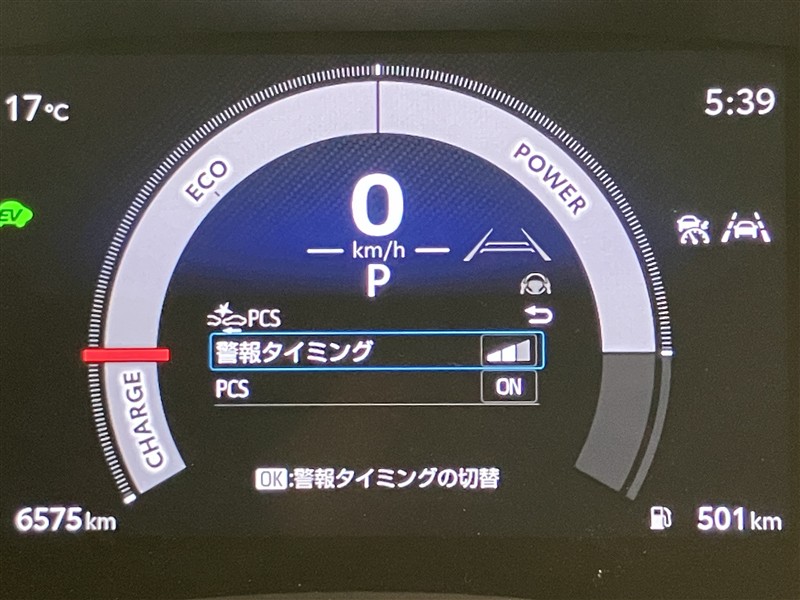 17°C
5:39
ECO
POWER
EV
0
km/h
P
PCS
警報タイミング
PCS ON
CHARGE
OK:警報タイミングの切替
6575km
501km